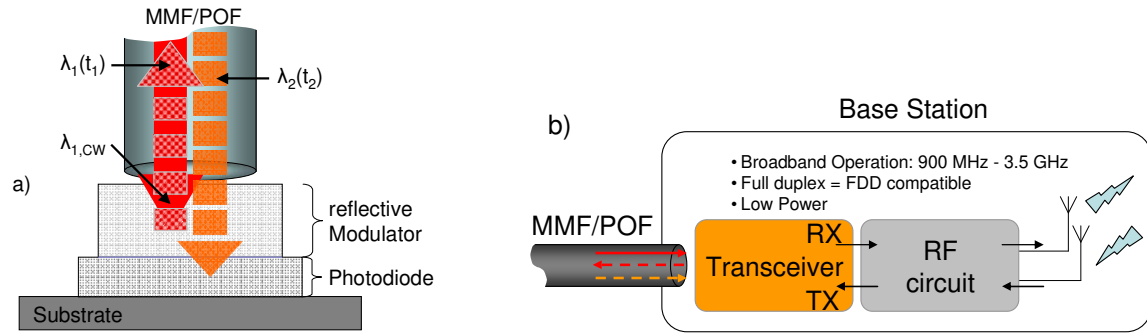 MMF/POF
λ1(t1)
λ2(t2)
λ1,CW
a)
reflective
Modulator
Photodiode
Substrate
b)
Base Station
• Broadband Operation: 900 MHz - 3.5 GHz
• Full duplex = FDD compatible
• Low Power
MMF/POF
RX
Transceiver
TX
RF
circuit